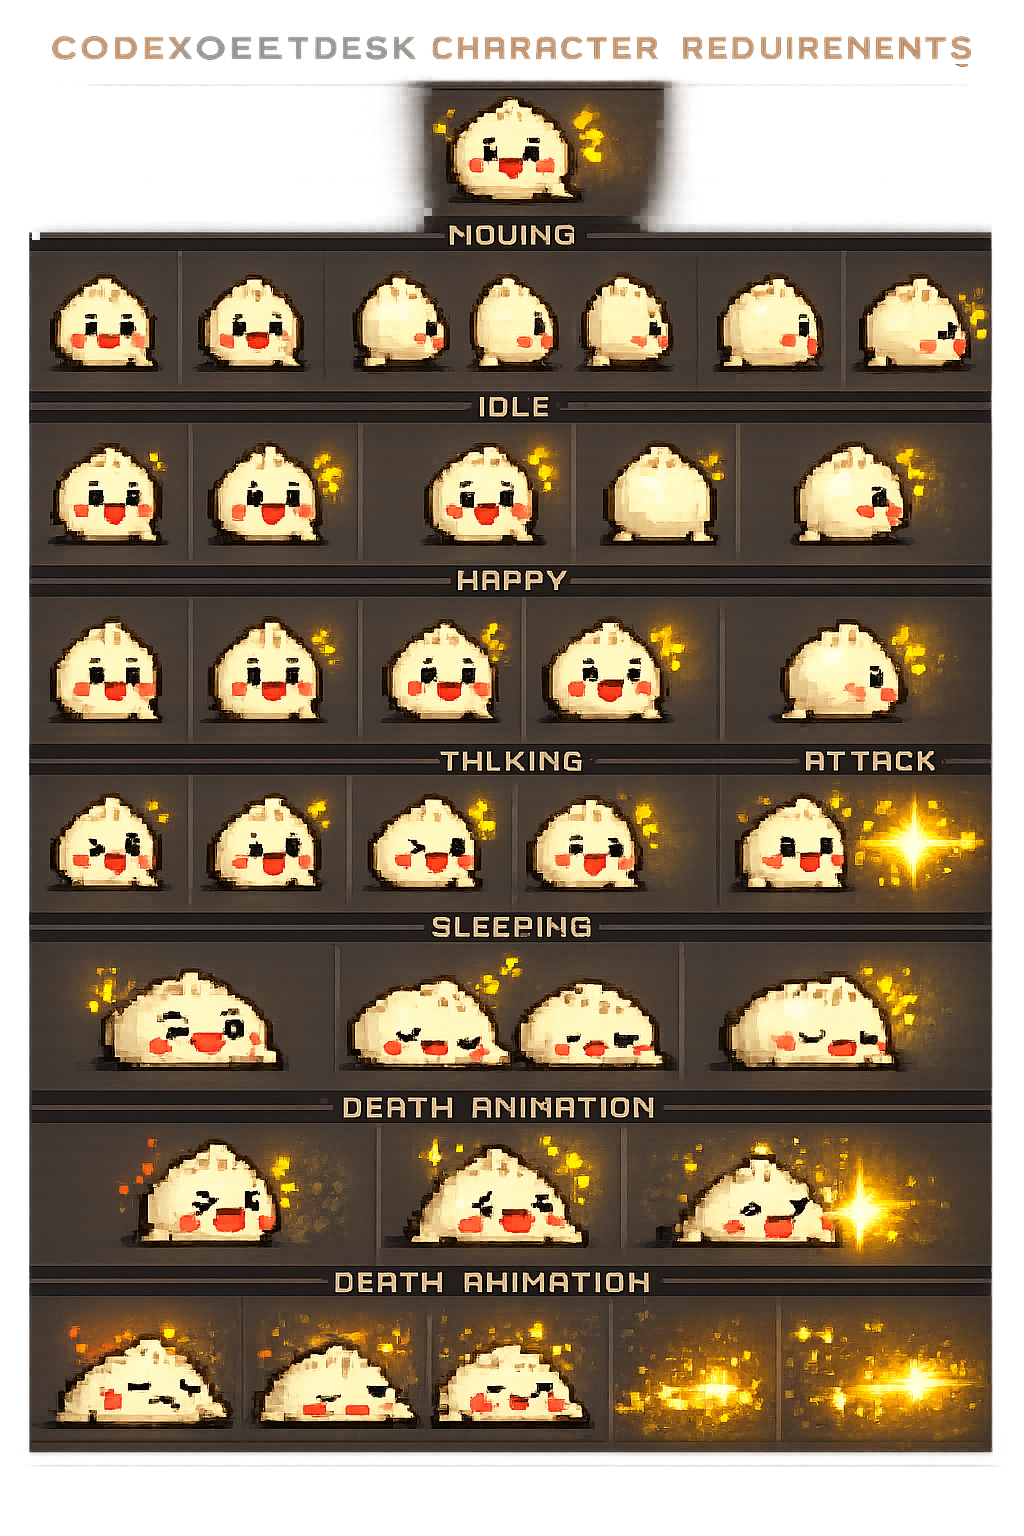 CODEXOEETDESK CHARACTER REDUIRENENTS
NOUING
IDLE
HAPPY
THLKING
ATTACK
SLEEPING
DEATH ANIMATION
DEATH AHIMATIOH